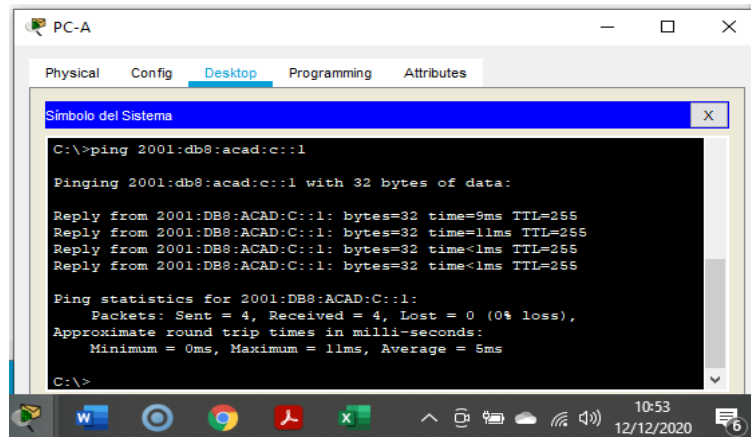 PC-A
Physical Config Desktop Programming Attributes
Símbolo del Sistema X
C:\>ping 2001:db8:acad:c::1
Pinging 2001:db8:acad:c::1 with 32 bytes of data:
Reply from 2001:DB8:ACAD:C::1: bytes=32 time=9ms TTL=255
Reply from 2001:DB8:ACAD:C::1: bytes=32 time=11ms TTL=255
Reply from 2001:DB8:ACAD:C::1: bytes=32 time<1ms TTL=255
Reply from 2001:DB8:ACAD:C::1: bytes=32 time<1ms TTL=255
Ping statistics for 2001:DB8:ACAD:C::1:
Packets: Sent = 4, Received = 4, Lost = 0 (0% loss),
Approximate round trip times in milli-seconds:
Minimum = 0ms, Maximum = 11ms, Average = 5ms
C:\>
10:53
12/12/2020
6